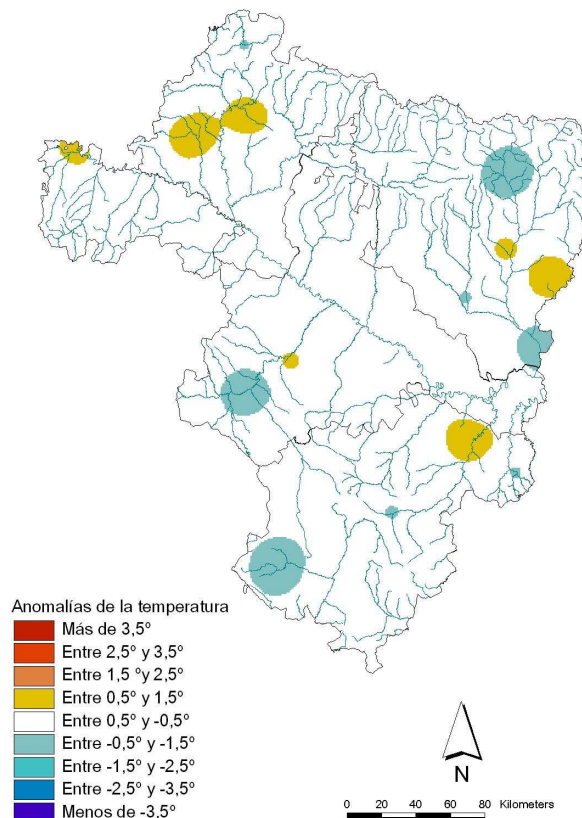 Anomalías de la temperatura
Más de 3,5º
Entre 2,5º y 3,5º
Entre 1,5 ºy 2,5º
Entre 0,5º y 1,5º
Entre 0,5º y -0,5º
Entre -0,5º y -1,5º
Entre -1,5º y -2,5º
Entre -2,5º y -3,5º
Menos de -3,5º
N
0 20 40 60 80 Kilometers